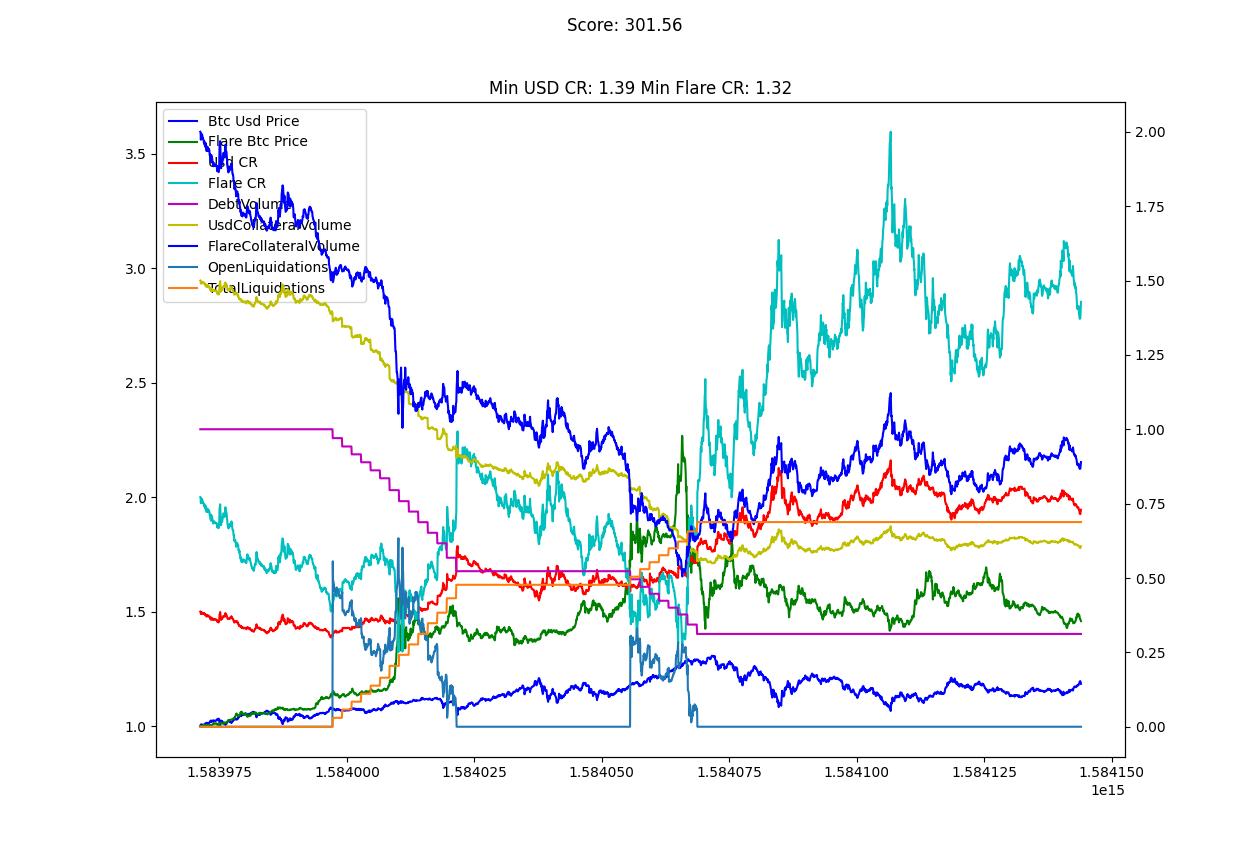 Score: 301.56
Min USD CR: 1.39 Min Flare CR: 1.32
Btc Usd Price
Flare Btc Price
Usd CR
Flare CR
DebtVolume
UsdCollateralVolume
FlareCollateralVolume
OpenLiquidations
TotalLiquidations
3.5
3.0
2.5
2.0
1.5
1.0
2.00
1.75
1.50
1.25
1.00
0.75
0.50
0.25
0.00
1.583975
1.584000
1.584025
1.584050
1.584075
1.584100
1.584125
1.584150
1e15